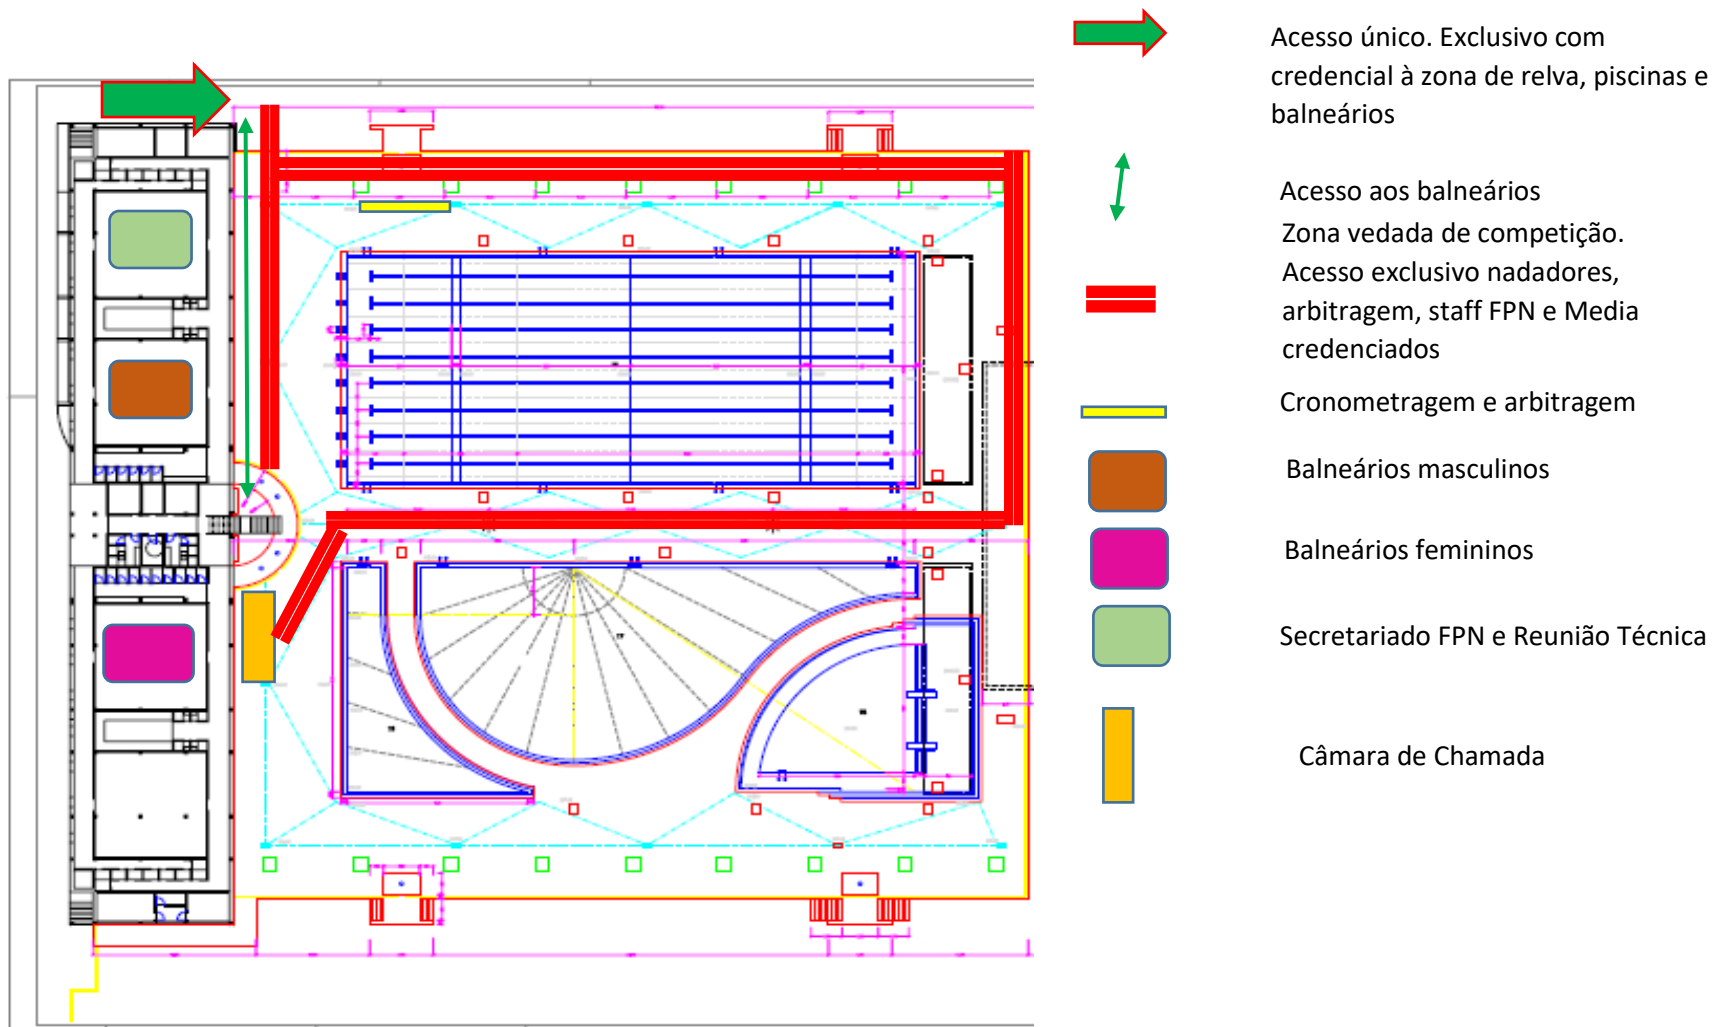 Acesso único. Exclusivo com
credencial à zona de relva, piscinas e
balneários
Acesso aos balneários
Zona vedada de competição.
Acesso exclusivo nadadores,
arbitragem, staff FPN e Media
credenciados
Cronometragem e arbitragem
Balneários masculinos
Balneários femininos
Secretariado FPN e Reunião Técnica
Câmara de Chamada